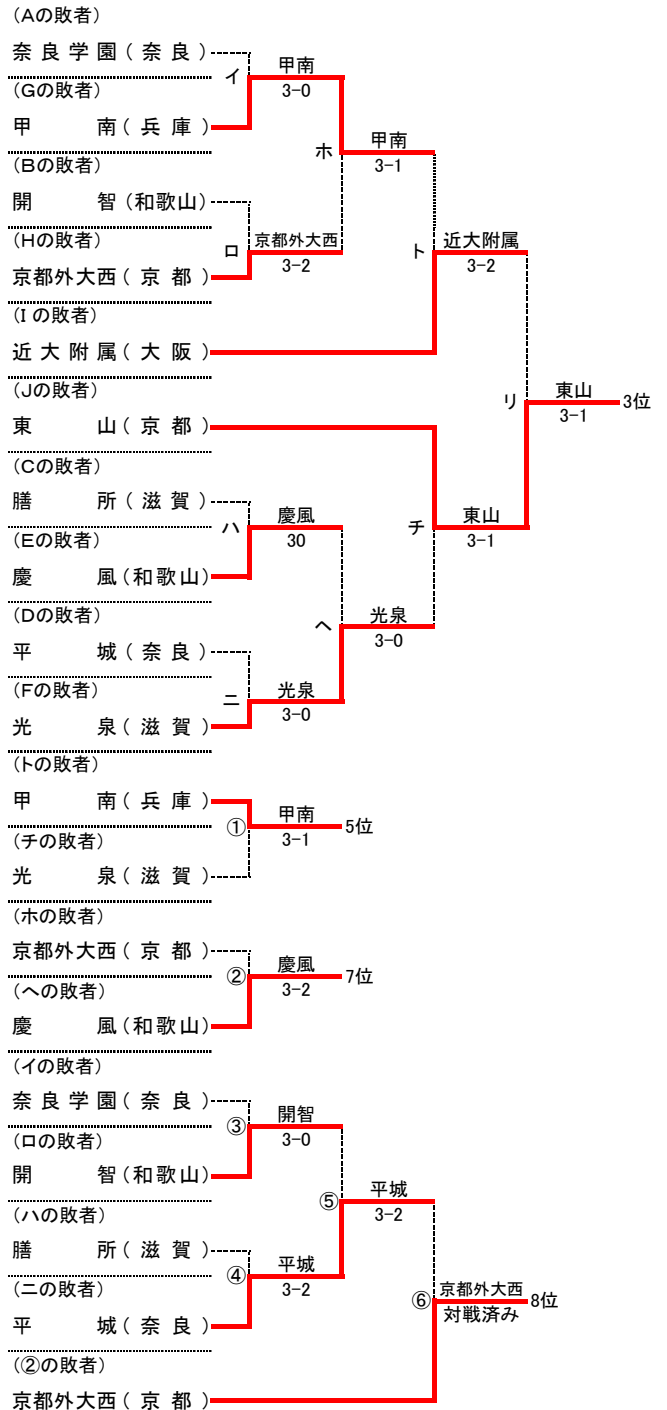 (Aの敗者)
奈良学園(奈良)
イ
甲南
3-0
(Gの敗者)
甲　　南(兵庫)
ホ
甲南
3-1
(Bの敗者)
開　　智(和歌山)
(Hの敗者)
ロ
京都外大西
3-2
ト
近大附属
3-2
京都外大西(京都)
(Iの敗者)
近大附属(大阪)
(Jの敗者)
リ
東山
3-1
3位
東　　山(京都)
(Cの敗者)
膳　　所(滋賀)
ハ
慶風
30
チ
東山
3-1
(Eの敗者)
慶　　風(和歌山)
(Dの敗者)
ヘ
光泉
3-0
平　　城(奈良)
(Fの敗者)
ニ
光泉
3-0
光　　泉(滋賀)
(トの敗者)
甲　　南(兵庫)
①
甲南
3-1
5位
(チの敗者)
光　　泉(滋賀)
(ホの敗者)
京都外大西(京都)
②
慶風
3-2
7位
(ヘの敗者)
慶　　風(和歌山)
(イの敗者)
奈良学園(奈良)
③
開智
3-0
(ロの敗者)
開　　智(和歌山)
⑤
平城
3-2
(ハの敗者)
膳　　所(滋賀)
④
平城
3-2
(ニの敗者)
⑥
京都外大西
対戦済み
8位
平　　城(奈良)
(②の敗者)
京都外大西(京都)